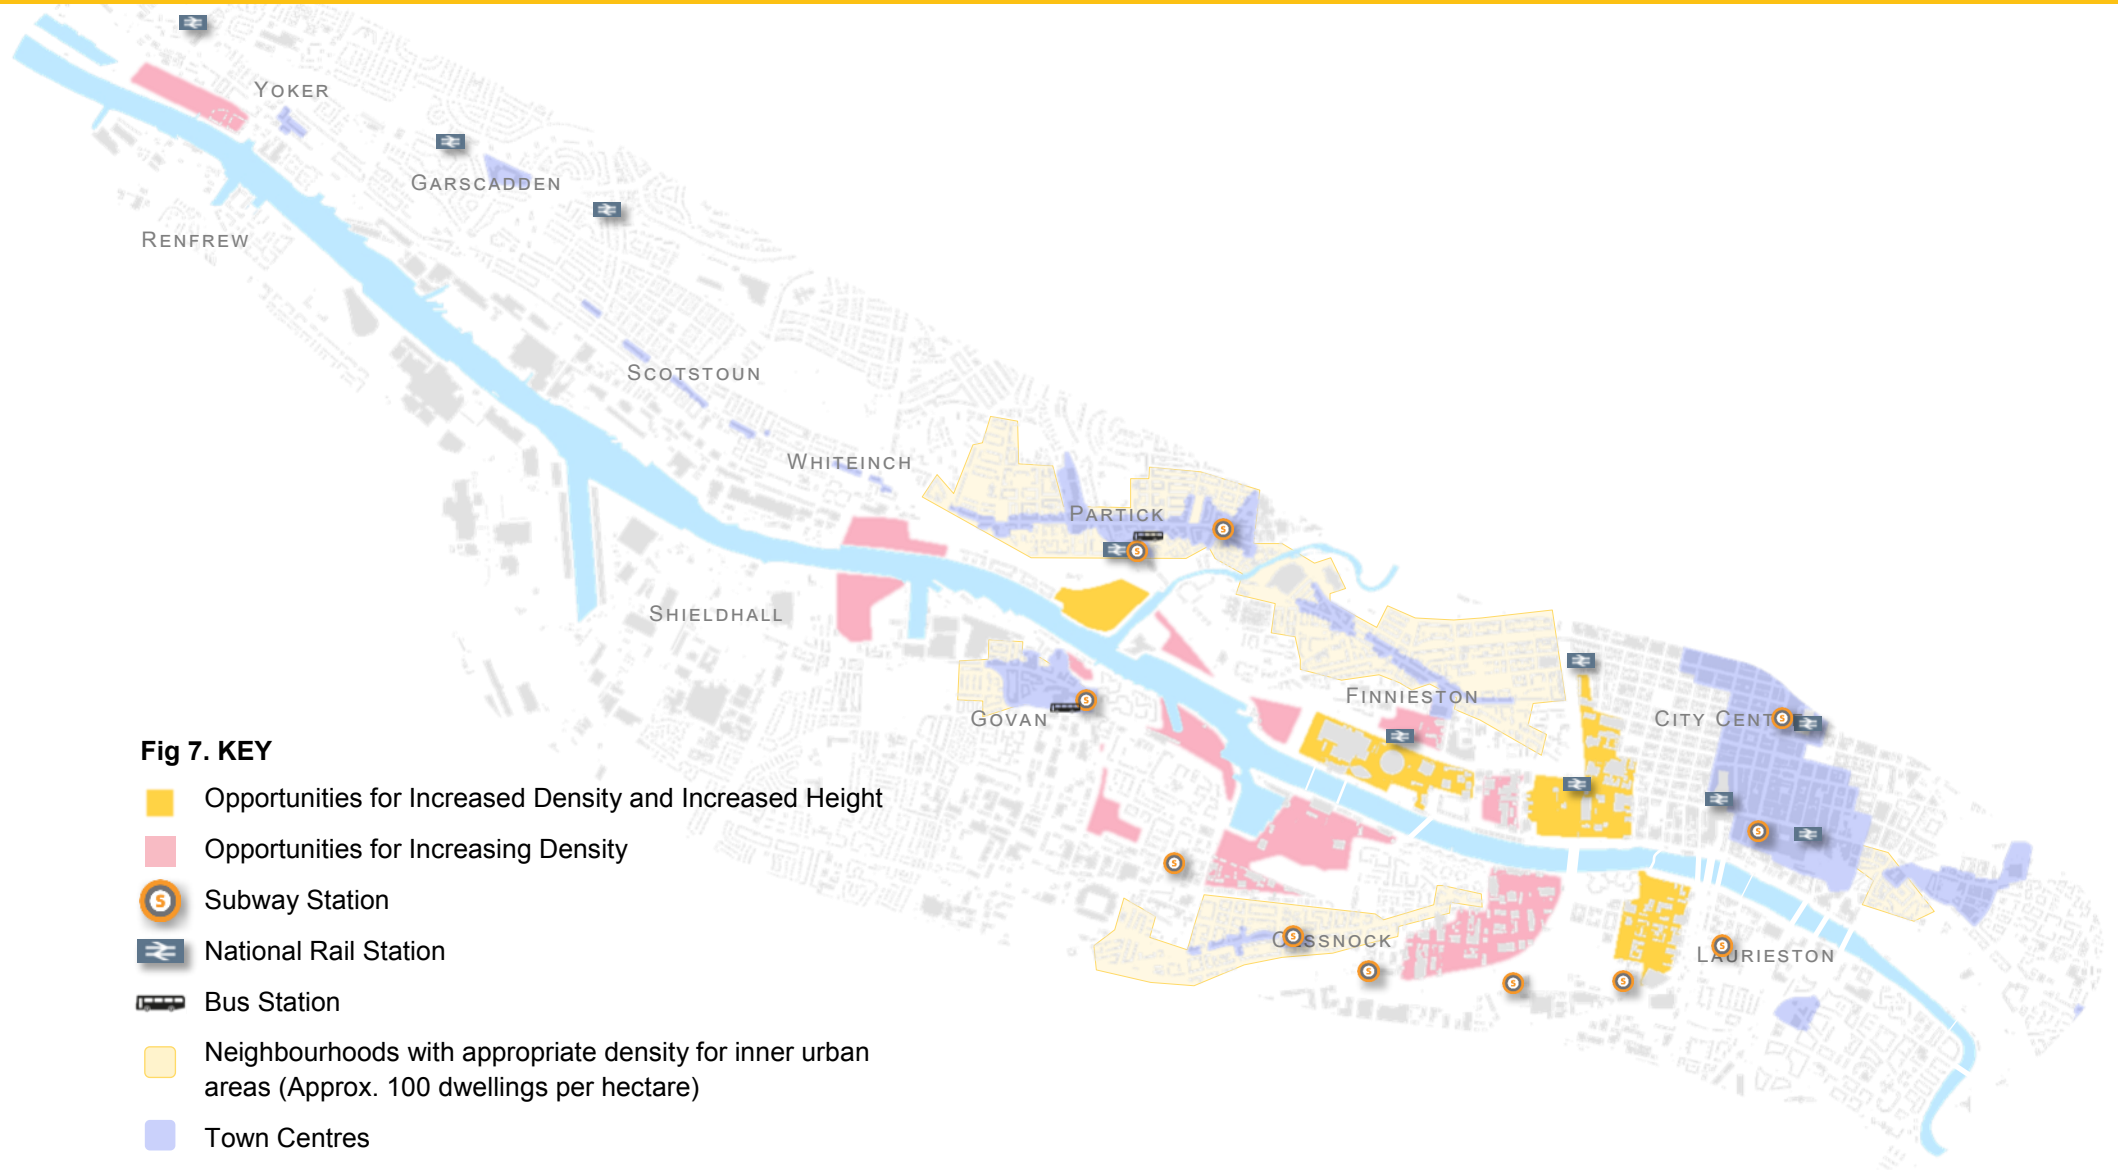 YOKER
GARSCADDEN
RENFREW
SCOTSTOUN
WHITEINCH
PARTICK
SHIELDHALL
FINNIESTON
GOVAN
CITY CENT
Fig 7. KEY
Opportunities for Increased Density and Increased Height
Opportunities for Increasing Density
S Subway Station
National Rail Station
Bus Station
Neighbourhoods with appropriate density for inner urban
areas (Approx. 100 dwellings per hectare)
Town Centres
C SSNOCK
LAURIESTON